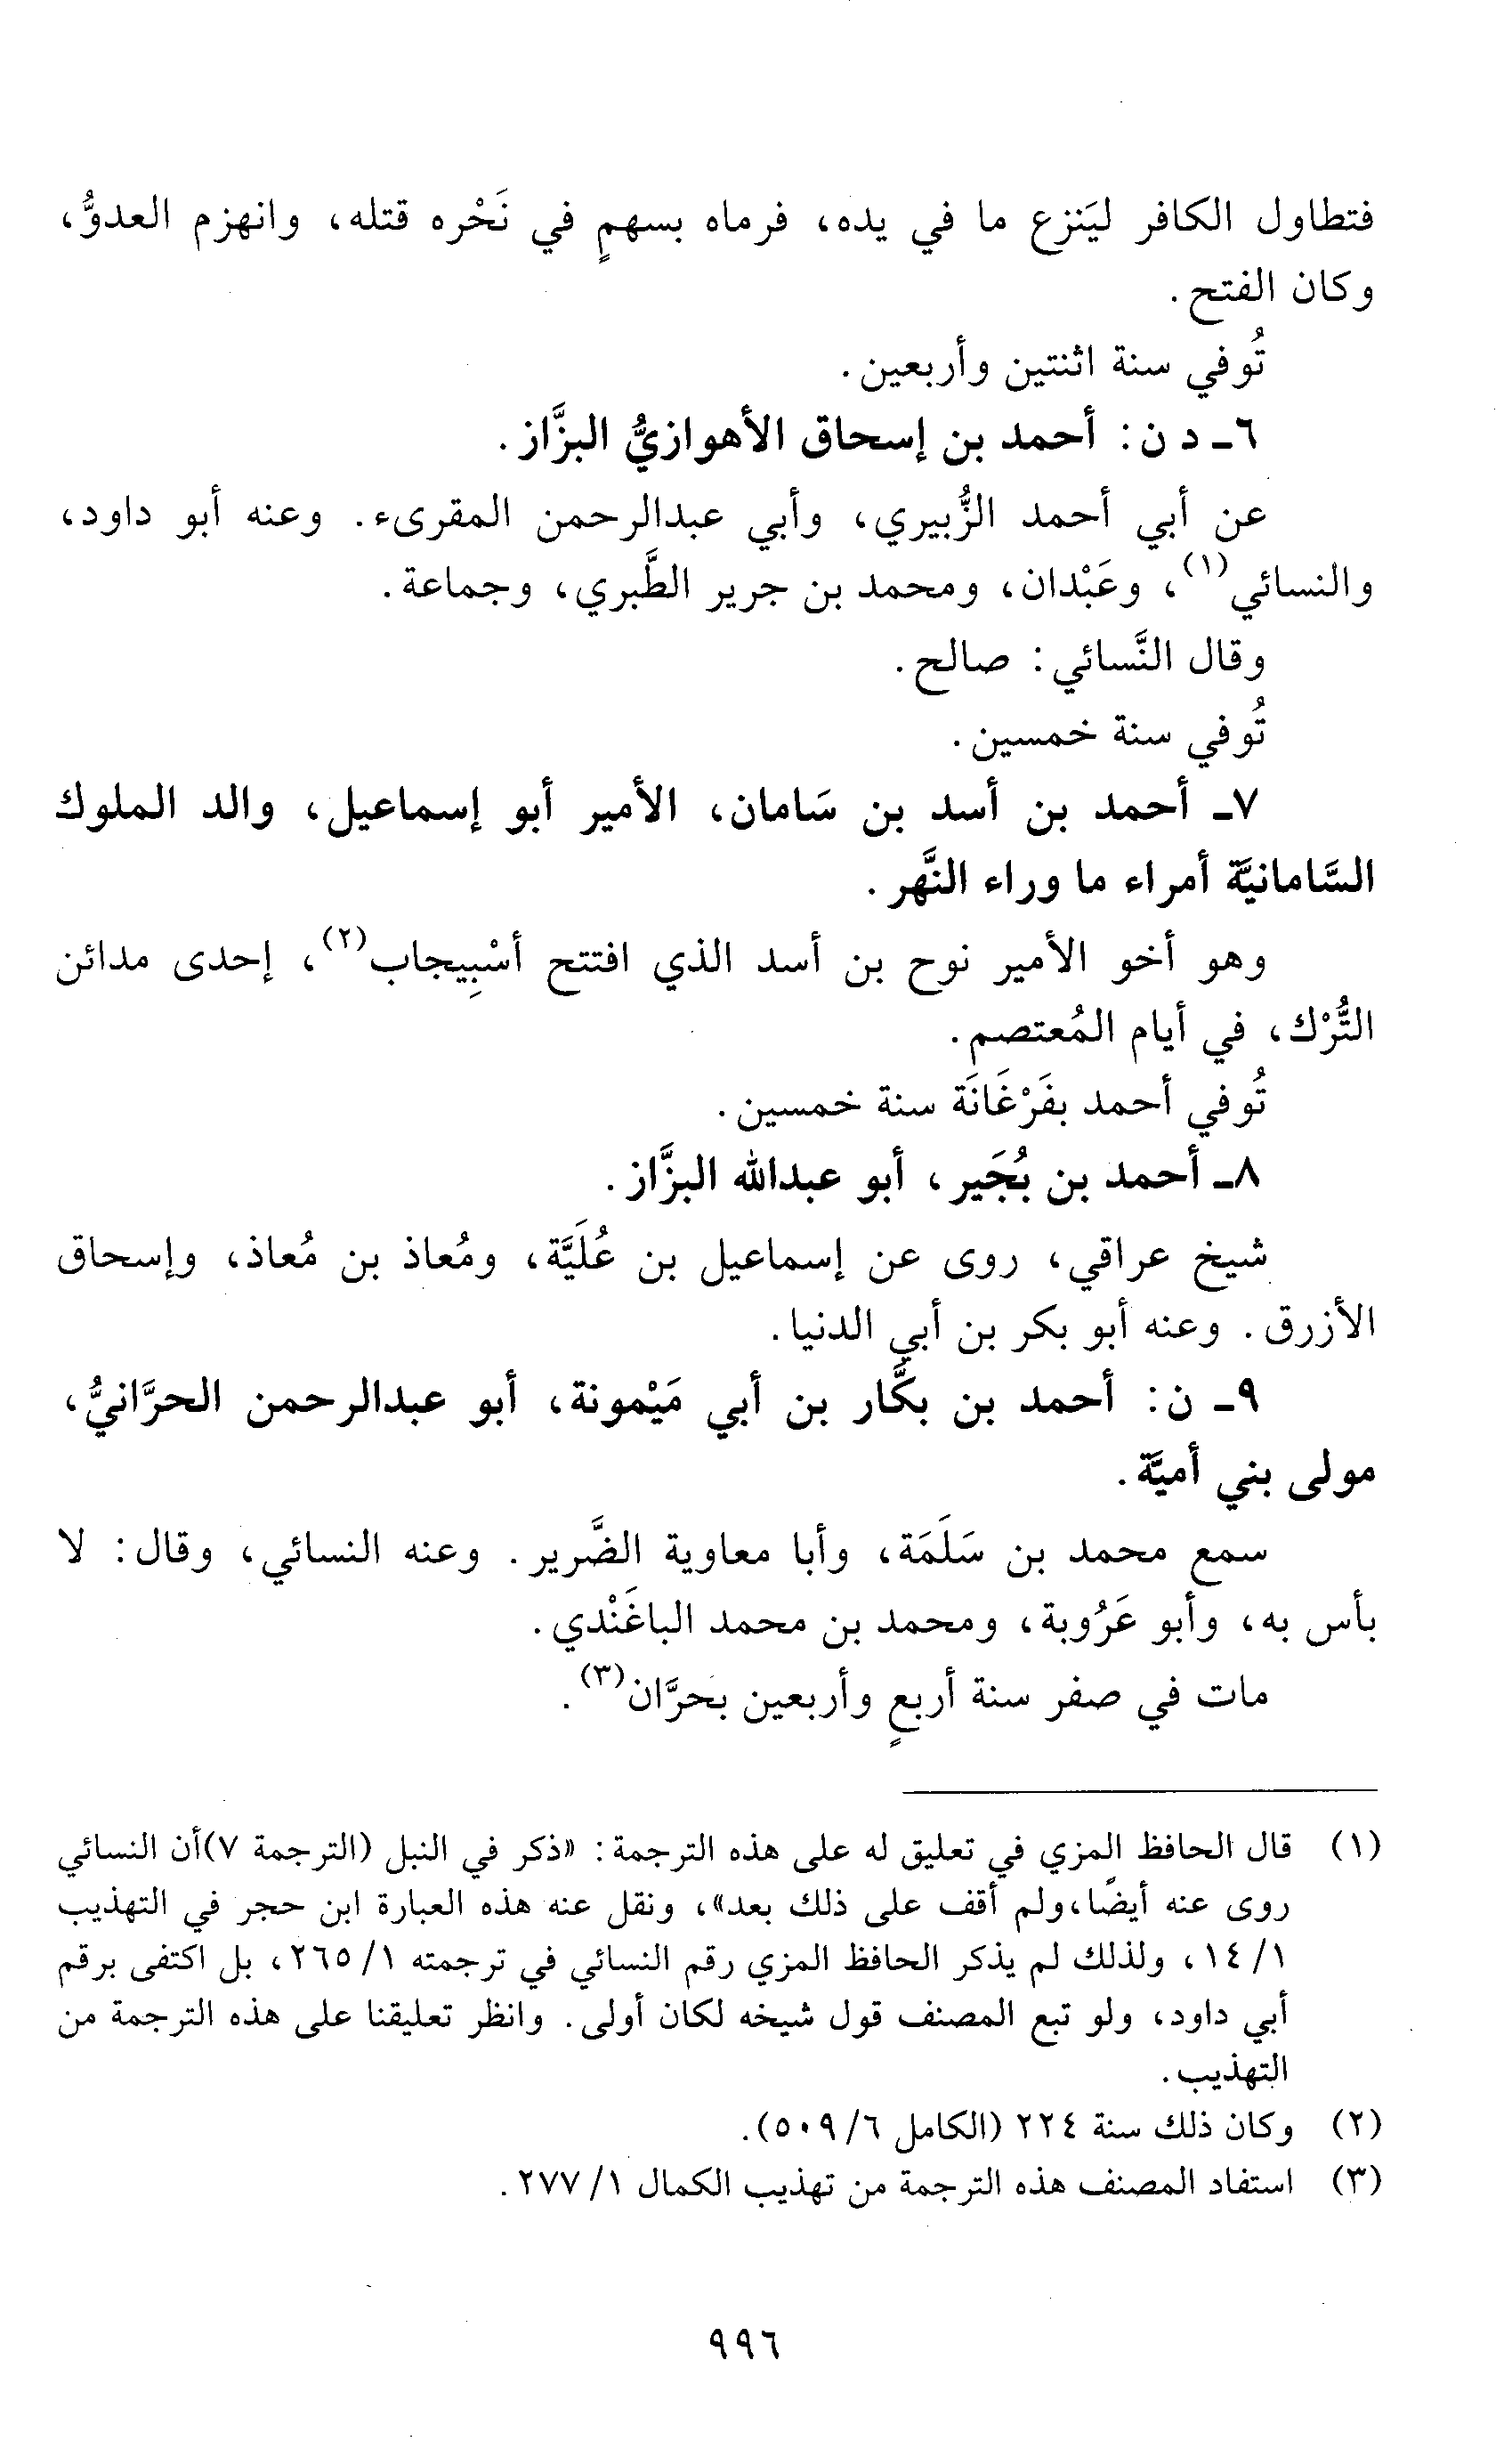 فتطاول الكافر ليَنزع ما في يده، فرماه بسهمٍ في نَحْره قتله، وانهزم العدوُّ،
وكان الفتح.
تُوفي سنة اثنتين وأربعين.
٦ـ د ن: أحمد بن إسحاق الأهوازيُّ البزَّاز.
عن أبي أحمد الزُّبيري، وأبي عبدالرحمن المقرىء. وعنه أبو داود،
والنسائي(١)، وعَبْدان، ومحمد بن جرير الطَّبري، وجماعة.
وقال النَّسائي: صالح.
تُوفي سنة خمسين.
٧ـ أحمد بن أسد بن سَامان، الأمير أبو إسماعيل، والد الملوك
السَّامانيَّة أمراء ما وراء النَّهر.
وهو أخو الأمير نوح بن أسد الذي افتتح أسْبِيجاب(٢)، إحدى مدائن
التُّرْك، في أيام المُعتصم.
تُوفي أحمد بفَرْغَانَة سنة خمسين.
٨ـ أحمد بن بُجَير، أبو عبدالله البزَّاز.
شيخ عراقي، روى عن إسماعيل بن عُلَيَّة، ومُعاذ بن مُعاذ، وإسحاق
الأزرق. وعنه أبو بكر بن أبي الدنيا.
٩ـ ن: أحمد بن بكَّار بن أبي مَيْمونة، أبو عبدالرحمن الحرَّانيُّ،
مولى بني أميَّة.
سمع محمد بن سَلَمَة، وأبا معاوية الضَّرير. وعنه النسائي، وقال: لا
بأس به، وأبو عَرُوبة، ومحمد بن محمد الباغَنْدي.
مات في صفر سنة أربعٍ وأربعين بحرَّان(٣).
(١) قال الحافظ المزي في تعليق له على هذه الترجمة: «ذكر في النبل (الترجمة ٧)أن النسائي
روى عنه أيضًا،ولم أقف على ذلك بعد»، ونقل عنه هذه العبارة ابن حجر في التهذيب
١/ ١٤، ولذلك لم يذكر الحافظ المزي رقم النسائي في ترجمته ١/ ٢٦٥، بل اكتفى برقم
أبي داود، ولو تبع المصنف قول شيخه لكان أولى. وانظر تعليقنا على هذه الترجمة من
التهذيب.
(٢) وكان ذلك سنة ٢٢٤ (الكامل ٦/ ٥٠٩).
(٣) استفاد المصنف هذه الترجمة من تهذيب الكمال ١/ ٢٧٧.
٩٩٦